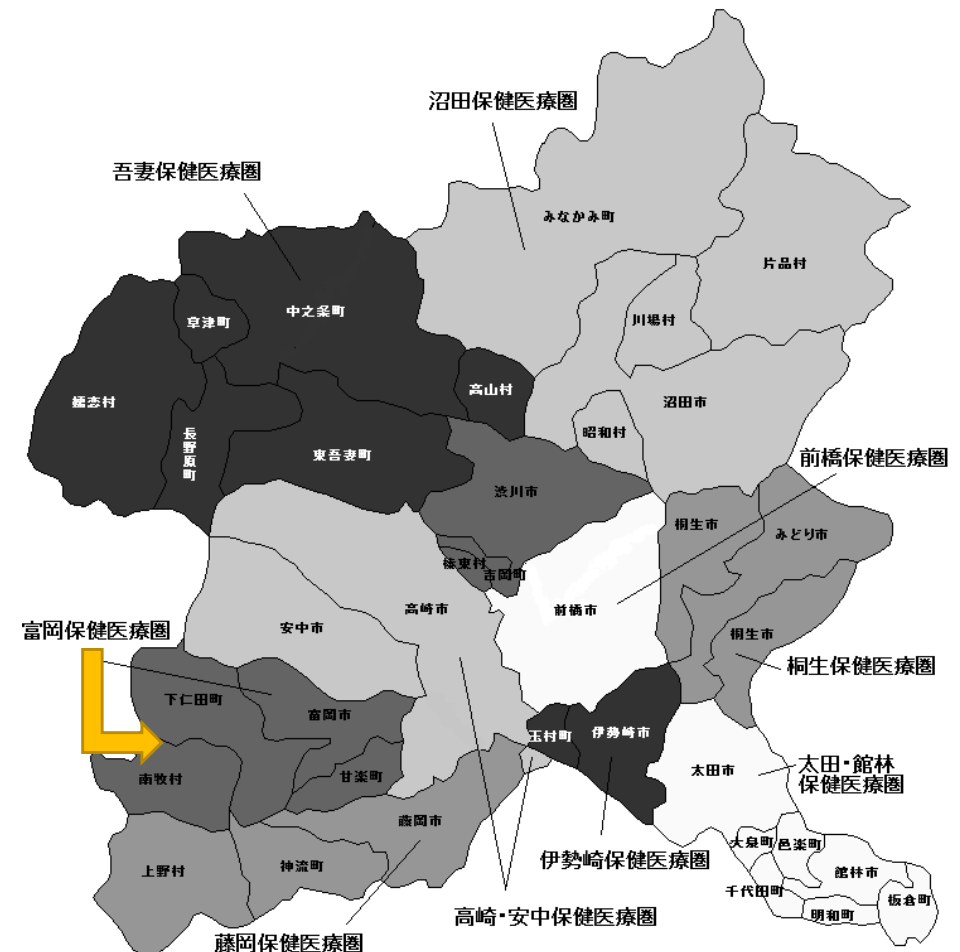 沼田保健医療圏
吾妻保健医療圏
みなかみ町
片品村
川場村
草津町
中之条町
高山村
嬬恋村
沼田市
昭和村
長野原町
東吾妻町
前橋保健医療圏
渋川市
桐生市
みどり市
榛東村
吉岡町
高崎市
前橋市
安中市
富岡保健医療圏
桐生市
桐生保健医療圏
下仁田町
富岡市
玉村町
伊勢崎市
南牧村
甘楽町
太田市
太田・館林
保健医療圏
藤岡市
大泉町
邑楽町
伊勢崎保健医療圏
上野村
神流町
館林市
千代田町
板倉町
明和町
高崎・安中保健医療圏
藤岡保健医療圏